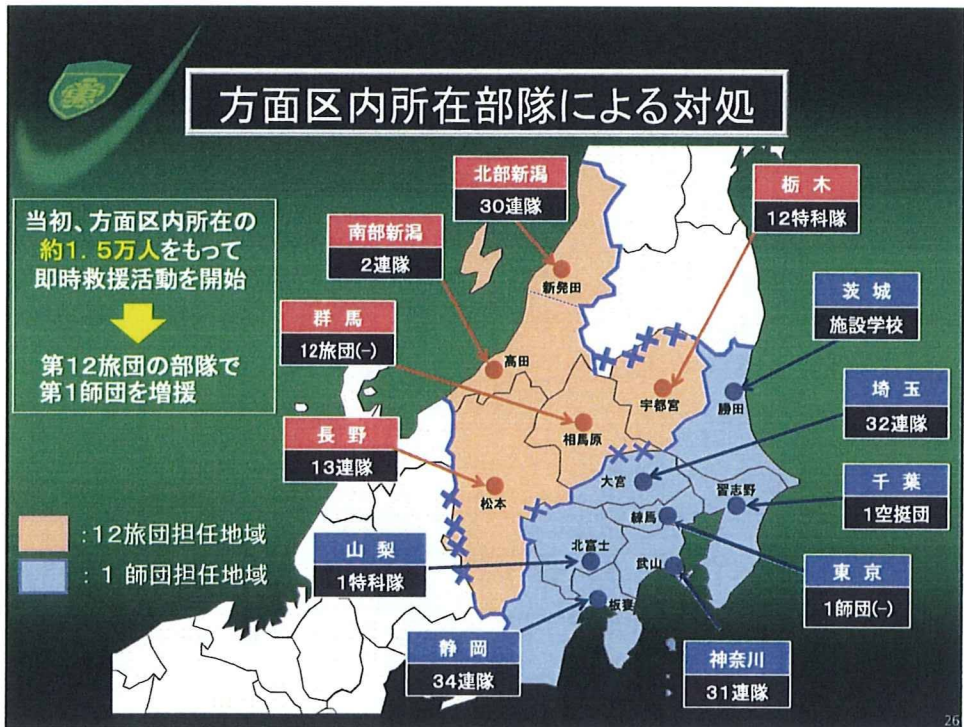 方面区内所在部隊による対処
当初、方面区内所在の
約1.5万人をもって
即時救援活動を開始
第12旅団の部隊で
第1師団を増援
北部新潟
30連隊
南部新潟
2連隊
群馬
12旅団(-)
長野
13連隊
山梨
1特科隊
静岡
34連隊
栃木
12特科隊
茨城
施設学校
埼玉
32連隊
千葉
1空挺団
東京
1師団(-)
神奈川
31連隊
新発田
高田
相馬原
宇都宮
松本
勝田
大宮
習志野
練馬
北富士
武山
板妻
:12旅団担任地域
:1師団担任地域
26